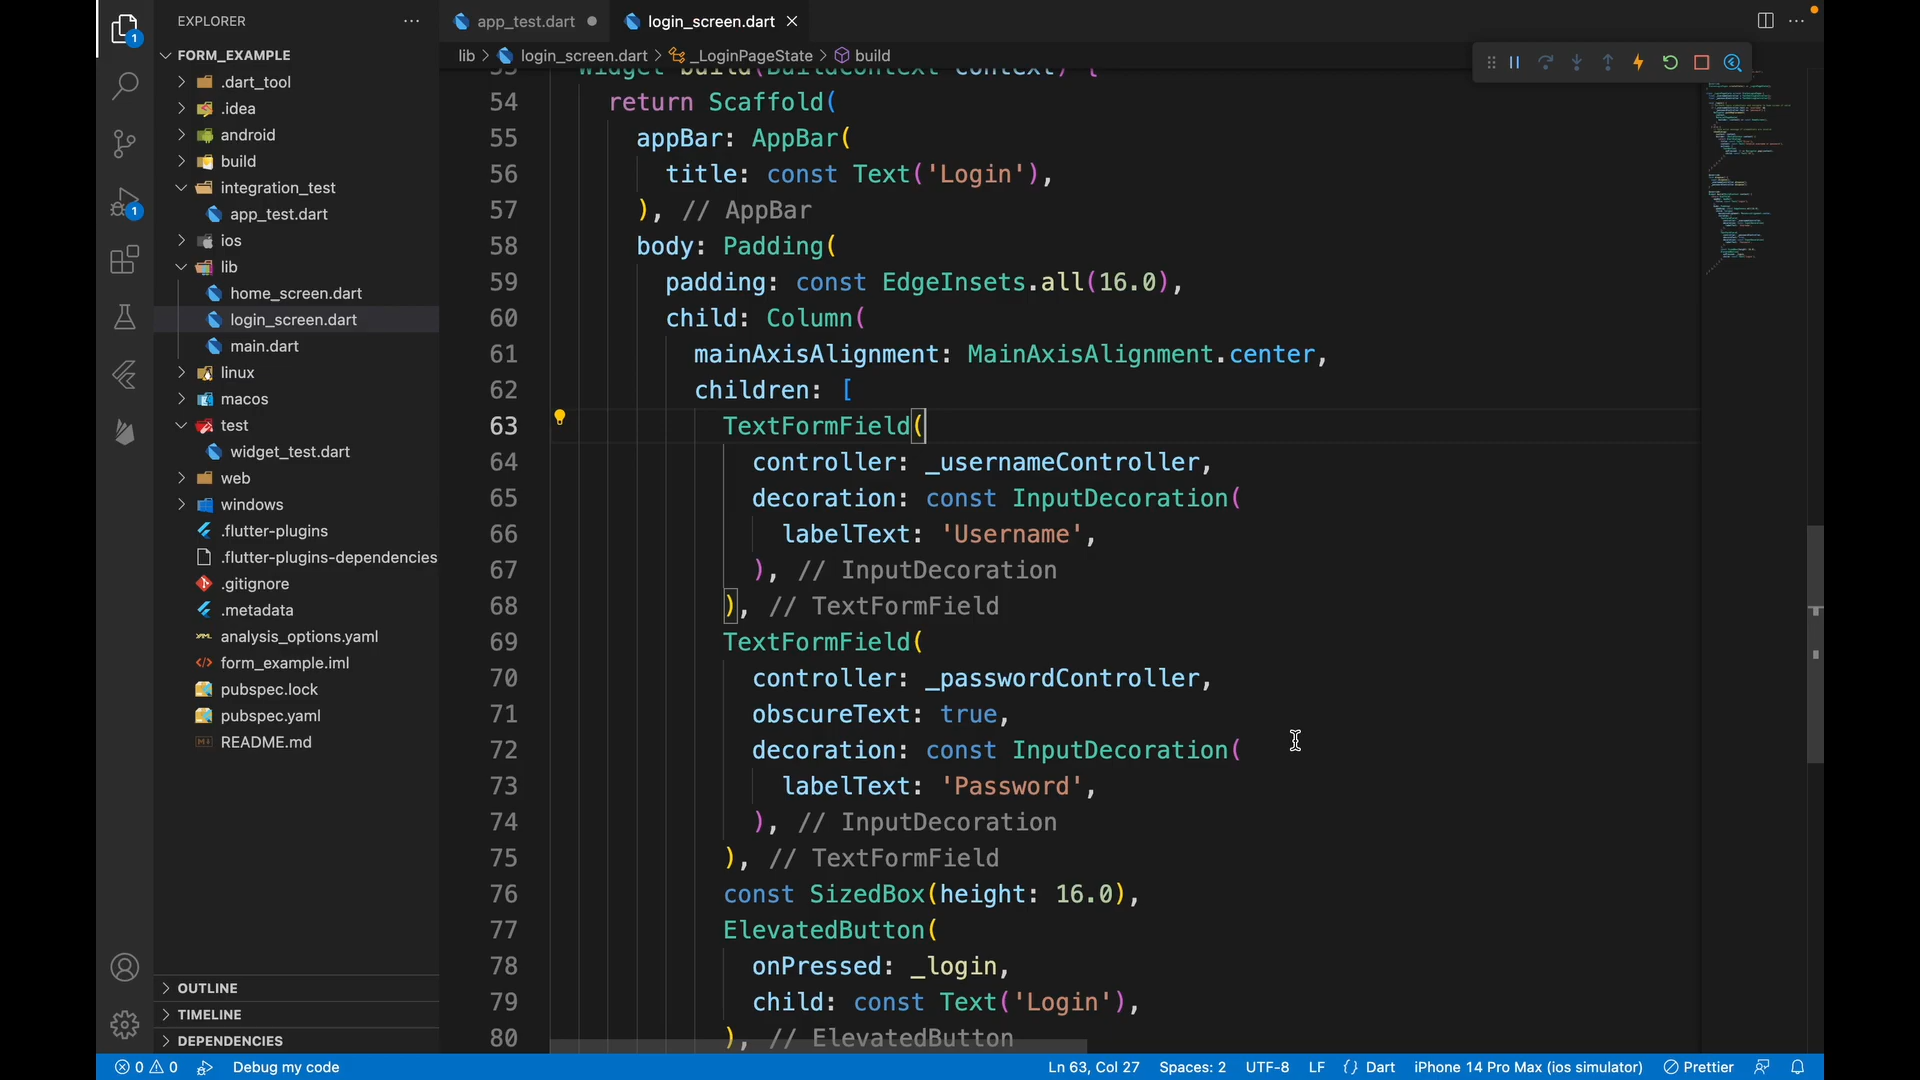 EXPLORER
FORM_EXAMPLE
.dart_tool
.idea
android
build
integration_test
app_test.dart
ios
lib
home_screen.dart
login_screen.dart
main.dart
linux
macos
test
widget_test.dart
web
windows
.flutter-plugins
.flutter-plugins-dependencies
.gitignore
.metadata
analysis_options.yaml
form_example.iml
pubspec.lock
pubspec.yaml
README.md
OUTLINE
TIMELINE
DEPENDENCIES
1
1
app_test.dart
login_screen.dart
lib > login_screen.dart > _LoginPageState > build
53 Widget build(BuildContext context) {
54 return Scaffold(
55 appBar: AppBar(
56 title: const Text('Login'),
57 ), // AppBar
58 body: Padding(
59 padding: const EdgeInsets.all(16.0),
60 child: Column(
61 mainAxisAlignment: MainAxisAlignment.center,
62 children: [
63 TextFormField(
64 controller: _usernameController,
65 decoration: const InputDecoration(
66 labelText: 'Username',
67 ), // InputDecoration
68 ), // TextFormField
69 TextFormField(
70 controller: _passwordController,
71 obscureText: true,
72 decoration: const InputDecoration(
73 labelText: 'Password',
74 ), // InputDecoration
75 ), // TextFormField
76 const SizedBox(height: 16.0),
77 ElevatedButton(
78 onPressed: _login,
79 child: const Text('Login'),
80 ), // ElevatedButton
0 0 Debug my code Ln 63, Col 27 Spaces: 2 UTF-8 LF {} Dart iPhone 14 Pro Max (ios simulator) Prettier